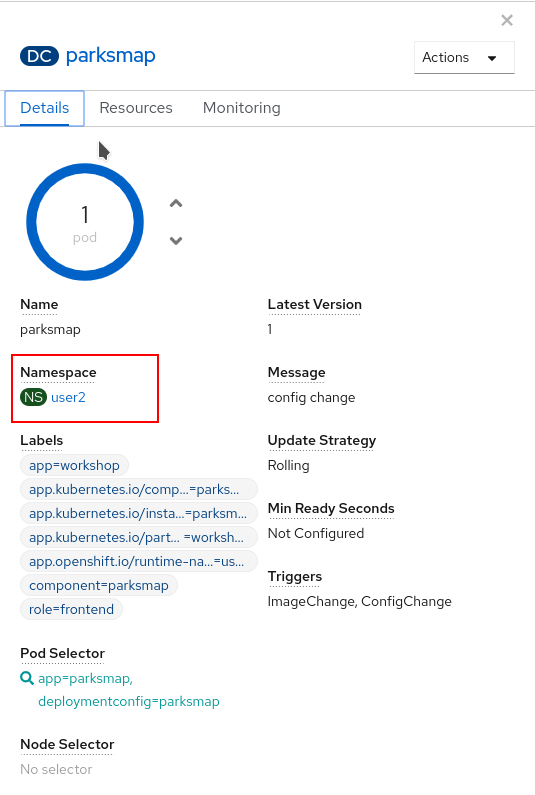 ×
DC parksmap
Actions
Details Resources Monitoring
1
pod
Name
parksmap
Latest Version
1
Namespace
NS user2
Message
config change
Labels
app=workshop
app.kubernetes.io/comp...=parks...
app.kubernetes.io/insta...=parksm...
app.kubernetes.io/part... =worksh...
app.openshift.io/runtime-na...=us...
component=parksmap
role=frontend
Update Strategy
Rolling
Min Ready Seconds
Not Configured
Triggers
ImageChange, ConfigChange
Pod Selector
app=parksmap,
deploymentconfig=parksmap
Node Selector
No selector